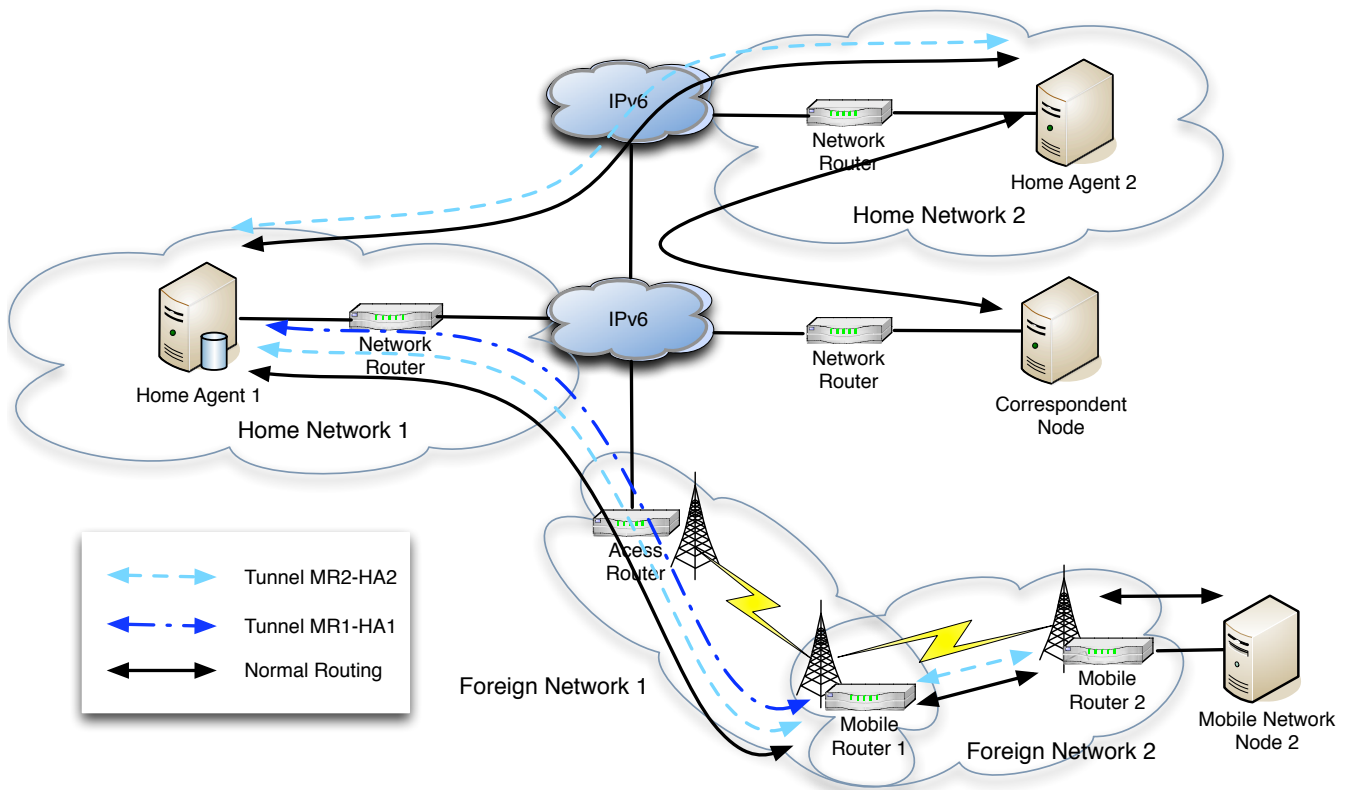 IPv6
Network
Router
Home Agent 2
Home Network 2
IPv6
Network
Router
Home Agent 1
Home Network 1
Network
Router
Correspondent
Node
Acess
Router
Tunnel MR2-HA2
Tunnel MR1-HA1
Normal Routing
Foreign Network 1
Mobile
Router 1
Mobile
Router 2
Foreign Network 2
Mobile Network
Node 2